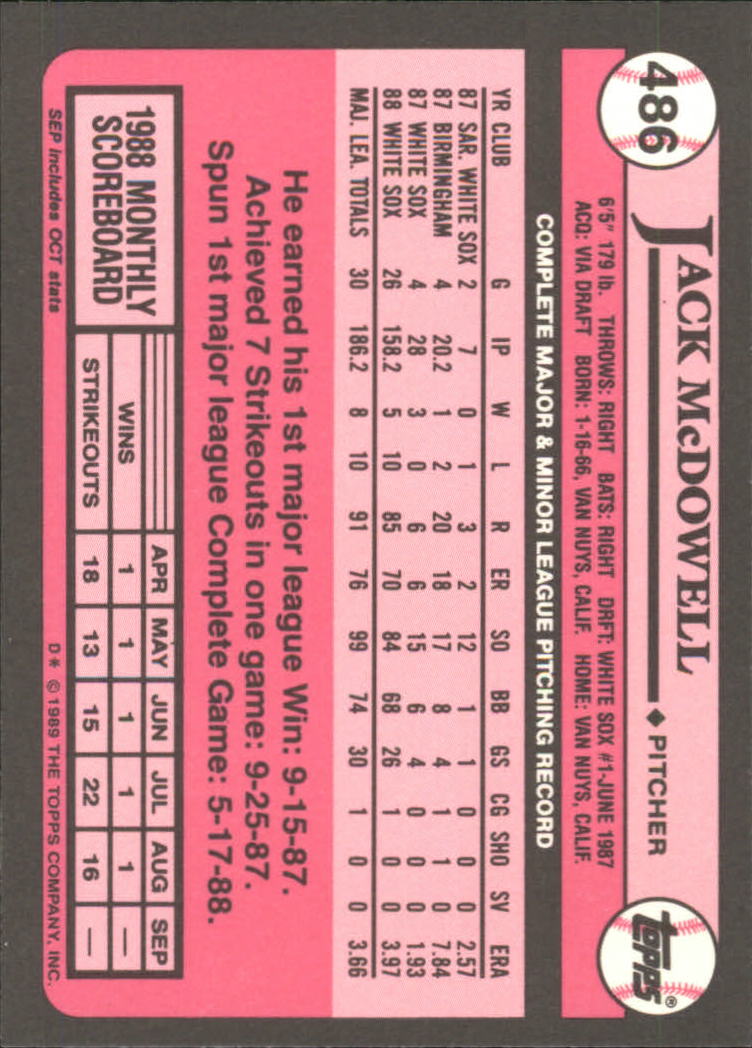 486
JACK McDOWELL ◆ PITCHER
topps®
6'5" 179 lb. THROWS: RIGHT BATS: RIGHT DRFT: WHITE SOX #1-JUNE 1987
ACQ: VIA DRAFT BORN: 1-16-66, VAN NUYS, CALIF. HOME: VAN NUYS, CALIF.
COMPLETE MAJOR & MINOR LEAGUE PITCHING RECORD
YR CLUB G IP W L R ER SO BB GS CG SHO SV ERA
87 SAR. WHITE SOX 2 7 0 1 3 2 12 1 1 0 0 0 2.57
87 BIRMINGHAM 4 20.2 1 2 20 18 17 8 4 1 1 0 7.84
87 WHITE SOX 4 28 3 0 6 6 15 6 4 0 0 0 1.93
88 WHITE SOX 26 158.2 5 10 85 70 84 68 26 1 0 0 3.97
MAJ. LEA. TOTALS 30 186.2 8 10 91 76 99 74 30 1 0 0 3.66
He earned his 1st major league Win: 9-15-87.
Achieved 7 Strikeouts in one game: 9-25-87.
Spun 1st major league Complete Game: 5-17-88.
1988 MONTHLY
SCOREBOARD
APR MAY JUN JUL AUG SEP
WINS 1 1 1 1 1 —
STRIKEOUTS 18 13 15 22 16 —
SEP includes OCT stats
D* © 1989 THE TOPPS COMPANY, INC.